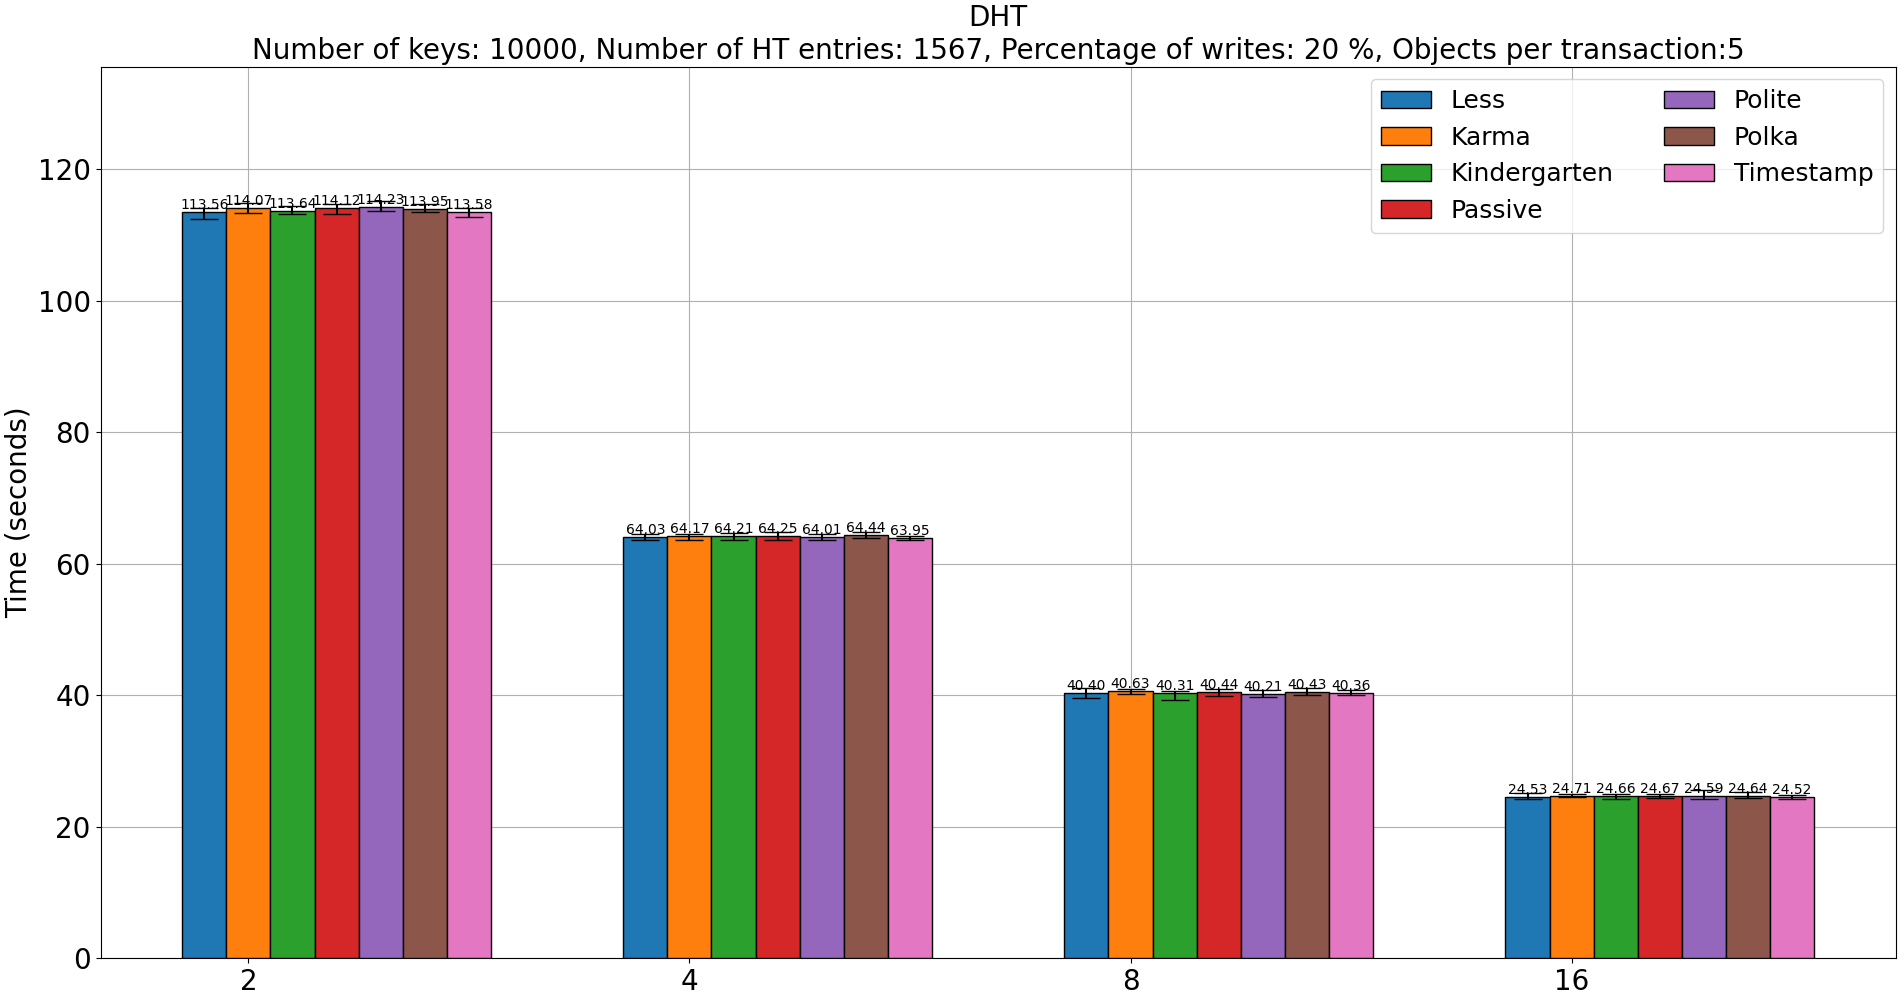 DHT
Number of keys: 10000, Number of HT entries: 1567, Percentage of writes: 20 %, Objects per transaction:5
Less
Karma
Kindergarten
Passive
Polite
Polka
Timestamp
Time (seconds)
120
100
80
60
40
20
0
113.56 114.07 113.64 114.12 114.23 113.95 113.58
64.03 64.17 64.21 64.25 64.01 64.44 63.95
40.40 40.63 40.31 40.44 40.21 40.43 40.36
24.53 24.71 24.66 24.67 24.59 24.64 24.52
2 4 8 16